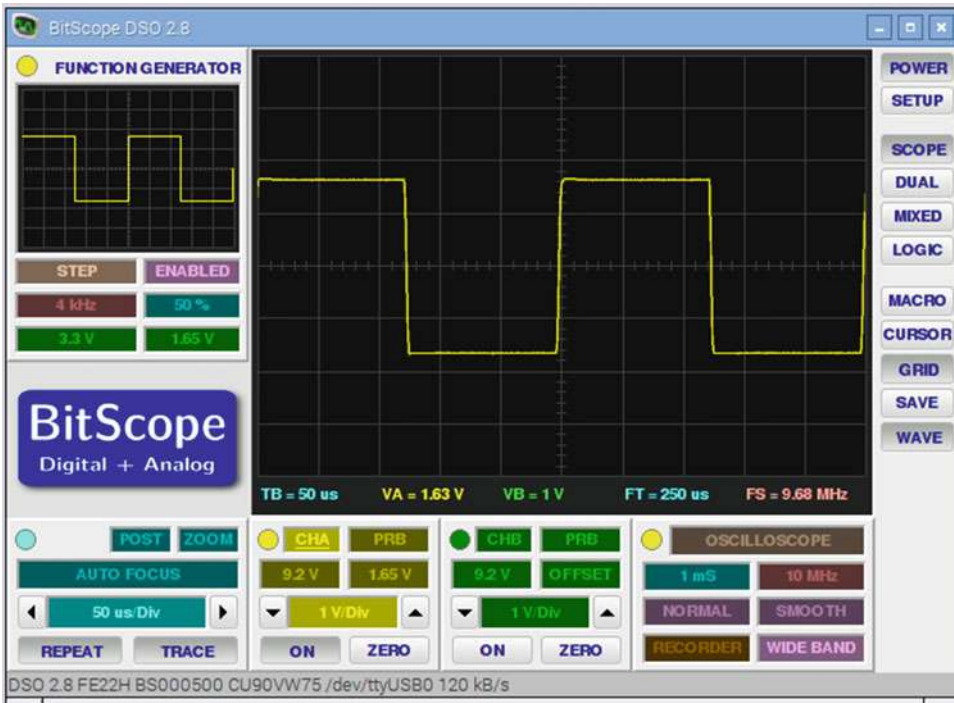 BitScope DSO 2.8
FUNCTION GENERATOR
STEP ENABLED
4 kHz 50 %
3.3 V 1.65 V
BitScope
Digital + Analog
TB = 50 us VA = 1.63 V VB = 1 V FT = 250 us FS = 9.68 MHz
POWER
SETUP
SCOPE
DUAL
MIXED
LOGIC
MACRO
CURSOR
GRID
SAVE
WAVE
POST ZOOM
AUTO FOCUS
50 us/Div
REPEAT TRACE
CHA PRB
9.2 V 1.65 V
1 V/Div
ON ZERO
CHB PRB
9.2 V OFFSET
1 V/Div
ON ZERO
OSCILLOSCOPE
1 mS 10 MHz
NORMAL SMOOTH
RECORDER WIDE BAND
DSO 2.8 FE22H BS000500 CU90VW75 /dev/ttyUSB0 120 kB/s